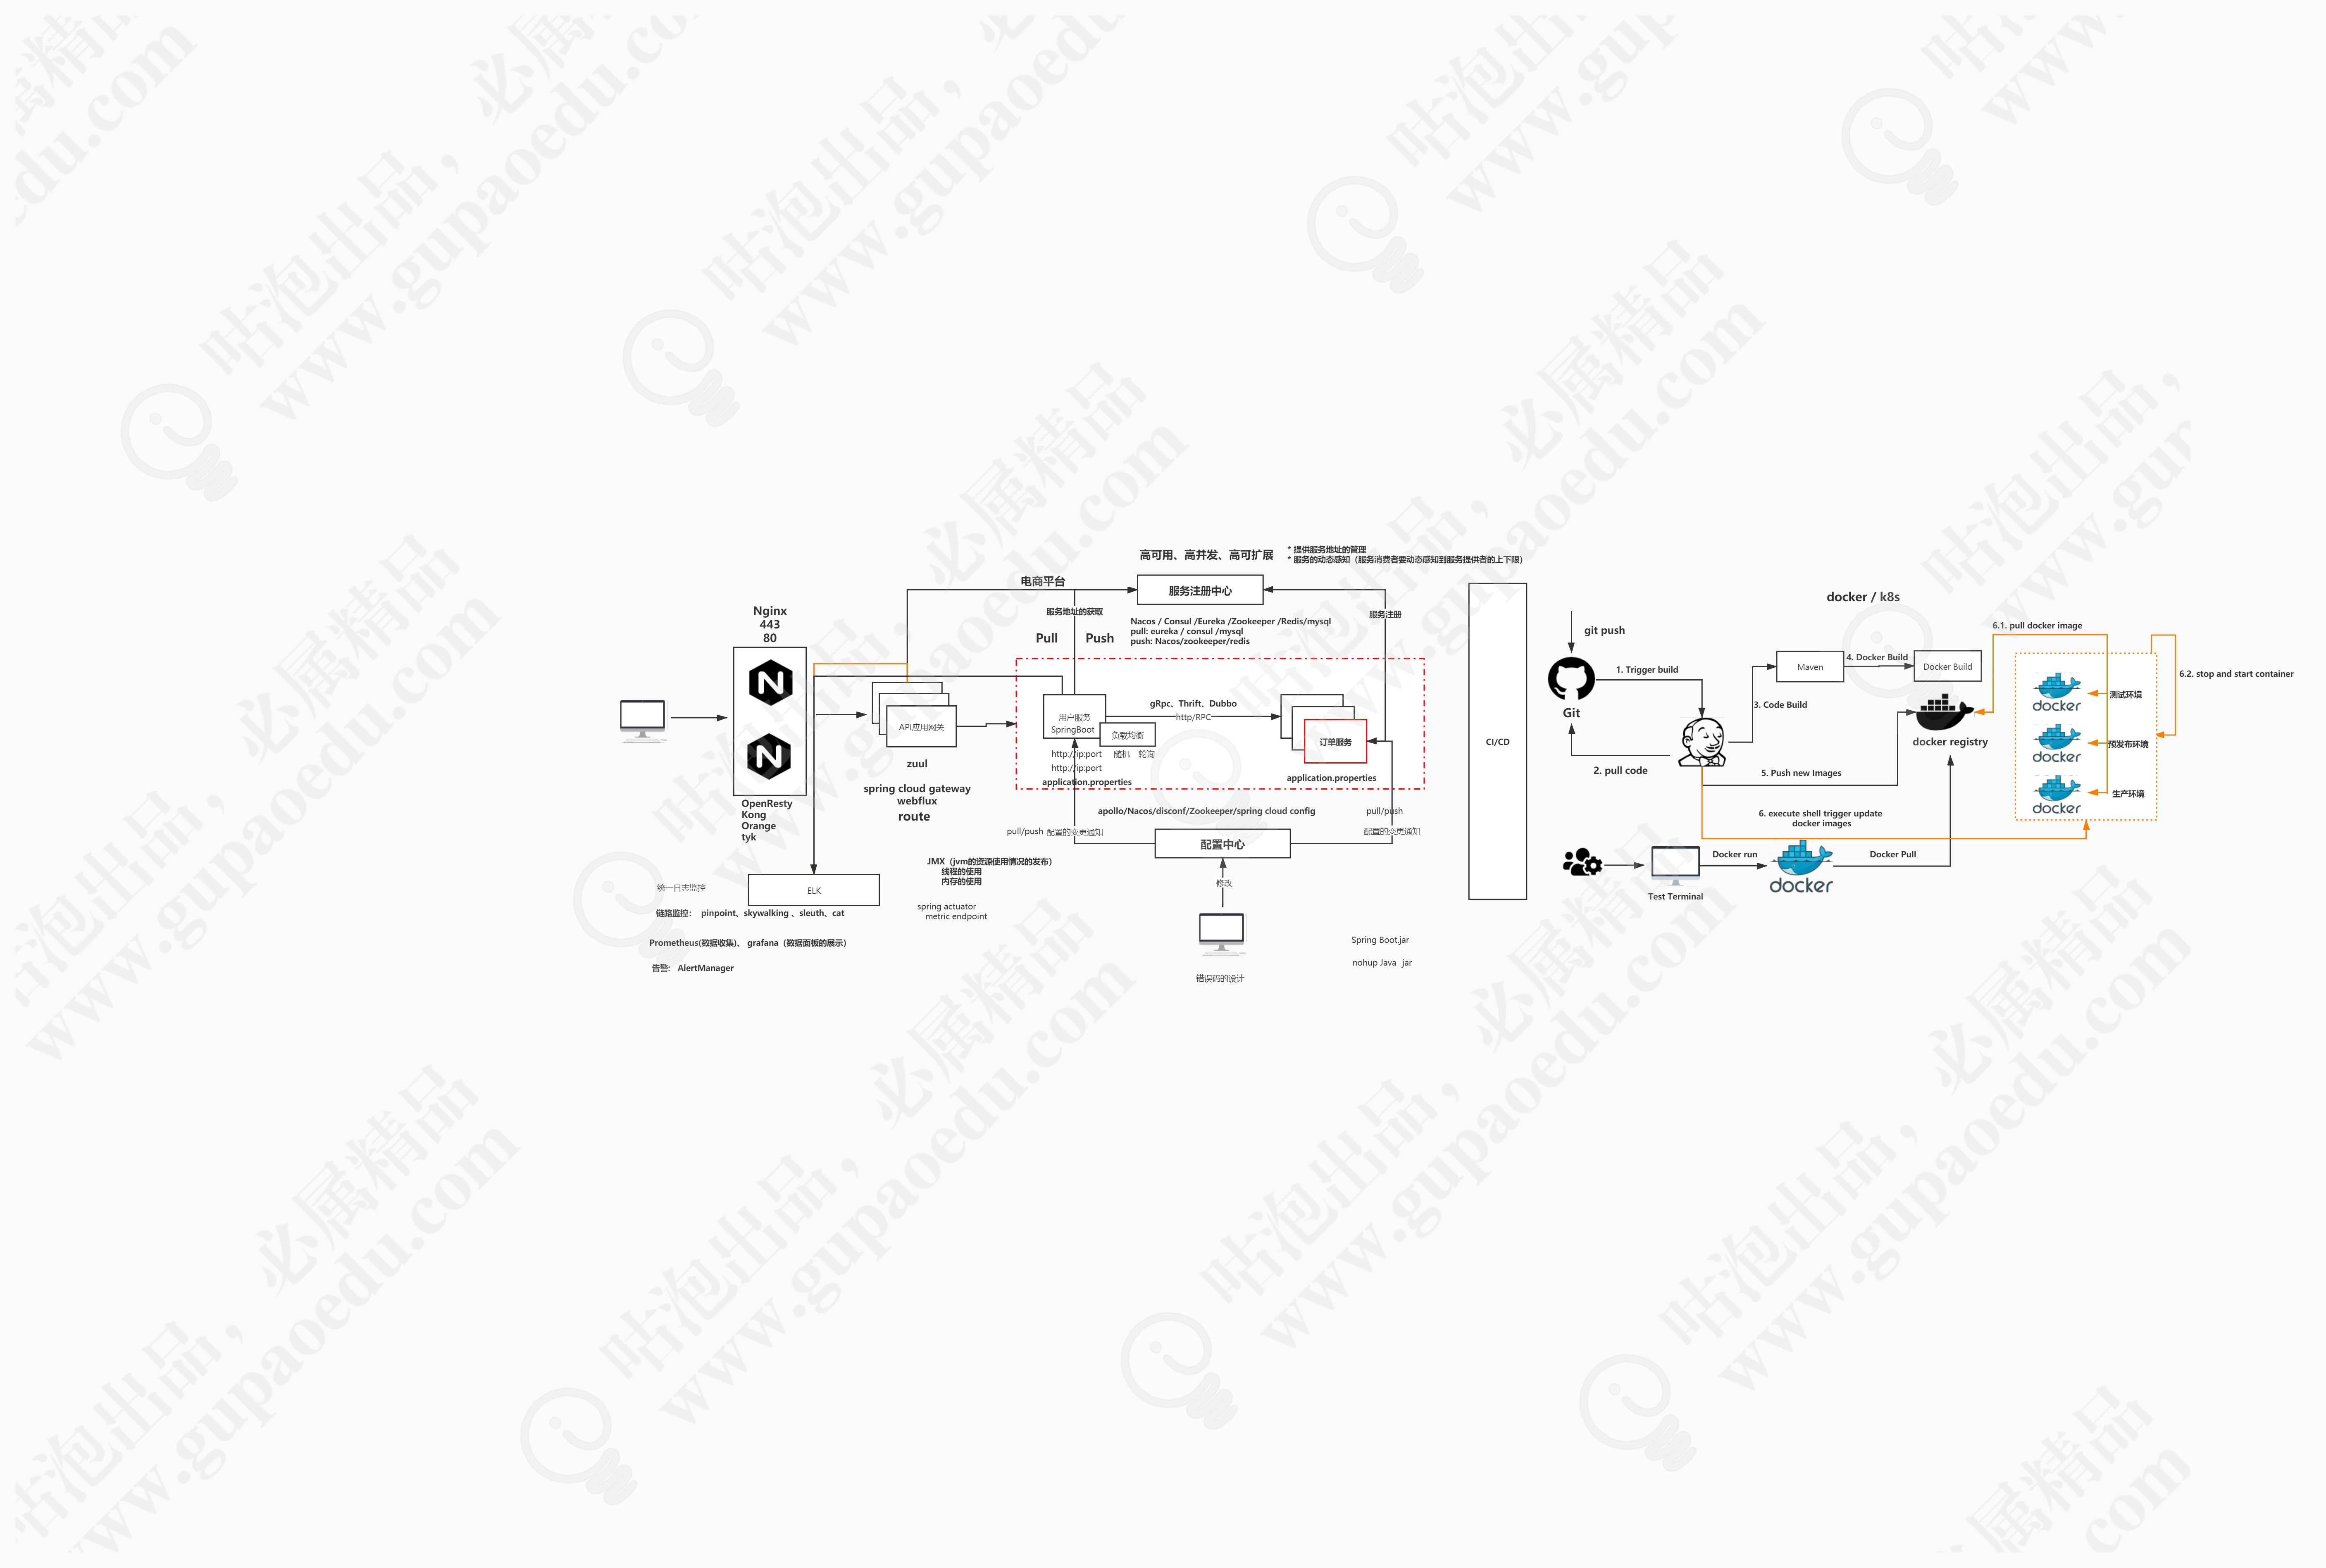 高可用、高并发、高可扩展
* 提供服务地址的管理
* 服务的动态感知（服务消费者要动态感知到服务提供者的上下限）
电商平台
服务注册中心
服务地址的获取
服务注册
Nacos / Consul /Eureka /Zookeeper /Redis/mysql
pull: eureka / consul /mysql
push: Nacos/zookeeper/redis
Pull
Push
Nginx
443
80
OpenResty
Kong
Orange
tyk
API应用网关
zuul
spring cloud gateway
webflux
route
用户服务
SpringBoot
负载均衡
随机 轮询
http://ip:port
http://ip:port
application.properties
gRpc、Thrift、Dubbo
http/RPC
订单服务
application.properties
apollo/Nacos/disconf/Zookeeper/spring cloud config
pull/push
pull/push 配置的变更通知
配置的变更通知
配置中心
修改
错误码的设计
JMX（jvm的资源使用情况的发布）
线程的使用
内存的使用
spring actuator
metric endpoint
统一日志监控
ELK
链路监控： pinpoint、skywalking 、sleuth、cat
Prometheus(数据收集)、 grafana（数据面板的展示）
告警: AlertManager
Spring Boot.jar
nohup Java -jar
CI/CD
git push
Git
1. Trigger build
2. pull code
docker / k8s
Maven
3. Code Build
4. Docker Build
Docker Build
docker registry
5. Push new Images
6. execute shell trigger update
docker images
6.1. pull docker image
6.2. stop and start container
docker
测试环境
docker
预发布环境
docker
生产环境
Test Terminal
Docker run
docker
Docker Pull
咕泡出品，必属精品
www.gupaoedu.com